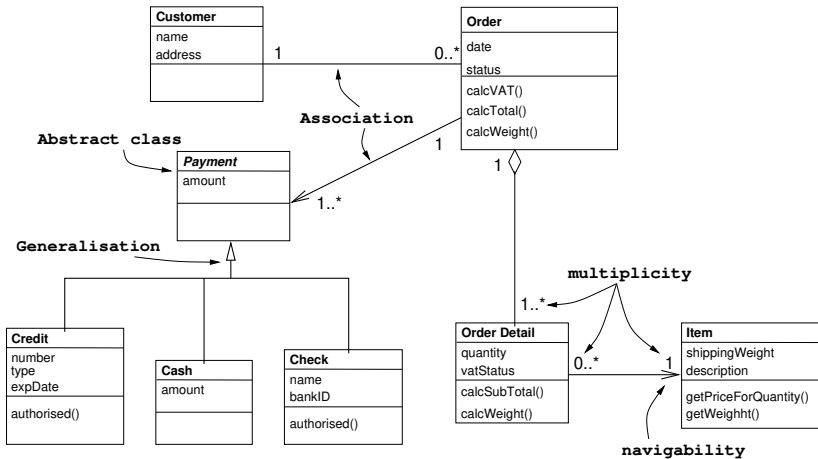 Customer
name
address
1
0..*
Order
date
status
calcVAT()
calcTotal()
calcWeight()
Association
1
1
Abstract class
Payment
amount
1..*
Generalisation
multiplicity
1..*
Credit
number
type
expDate
authorised()
Cash
amount
Check
name
bankID
authorised()
Order Detail
quantity
vatStatus
calcSubTotal()
calcWeight()
0..*
1
Item
shippingWeight
description
getPriceForQuantity()
getWeighht()
navigability